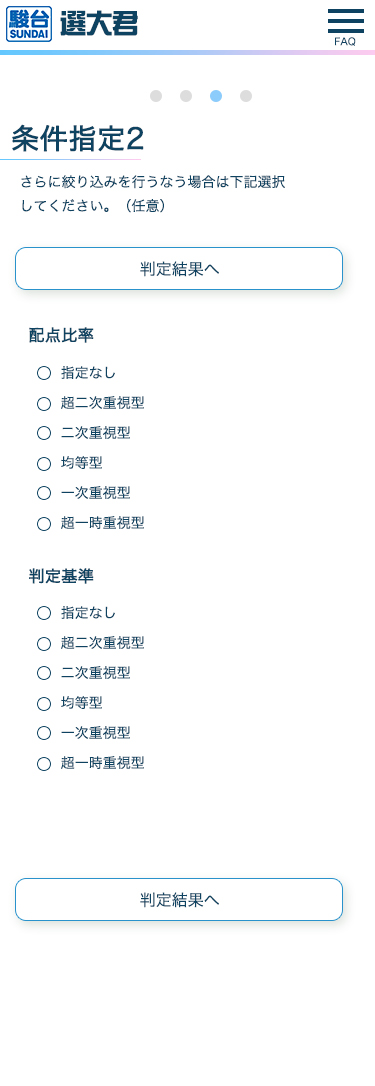 駿台
SUNDAI
選大君
FAQ
条件指定2
さらに絞り込みを行うなう場合は下記選択
してください。（任意）
判定結果へ
配点比率
指定なし
超二次重視型
二次重視型
均等型
一次重視型
超一時重視型
判定基準
指定なし
超二次重視型
二次重視型
均等型
一次重視型
超一時重視型
判定結果へ